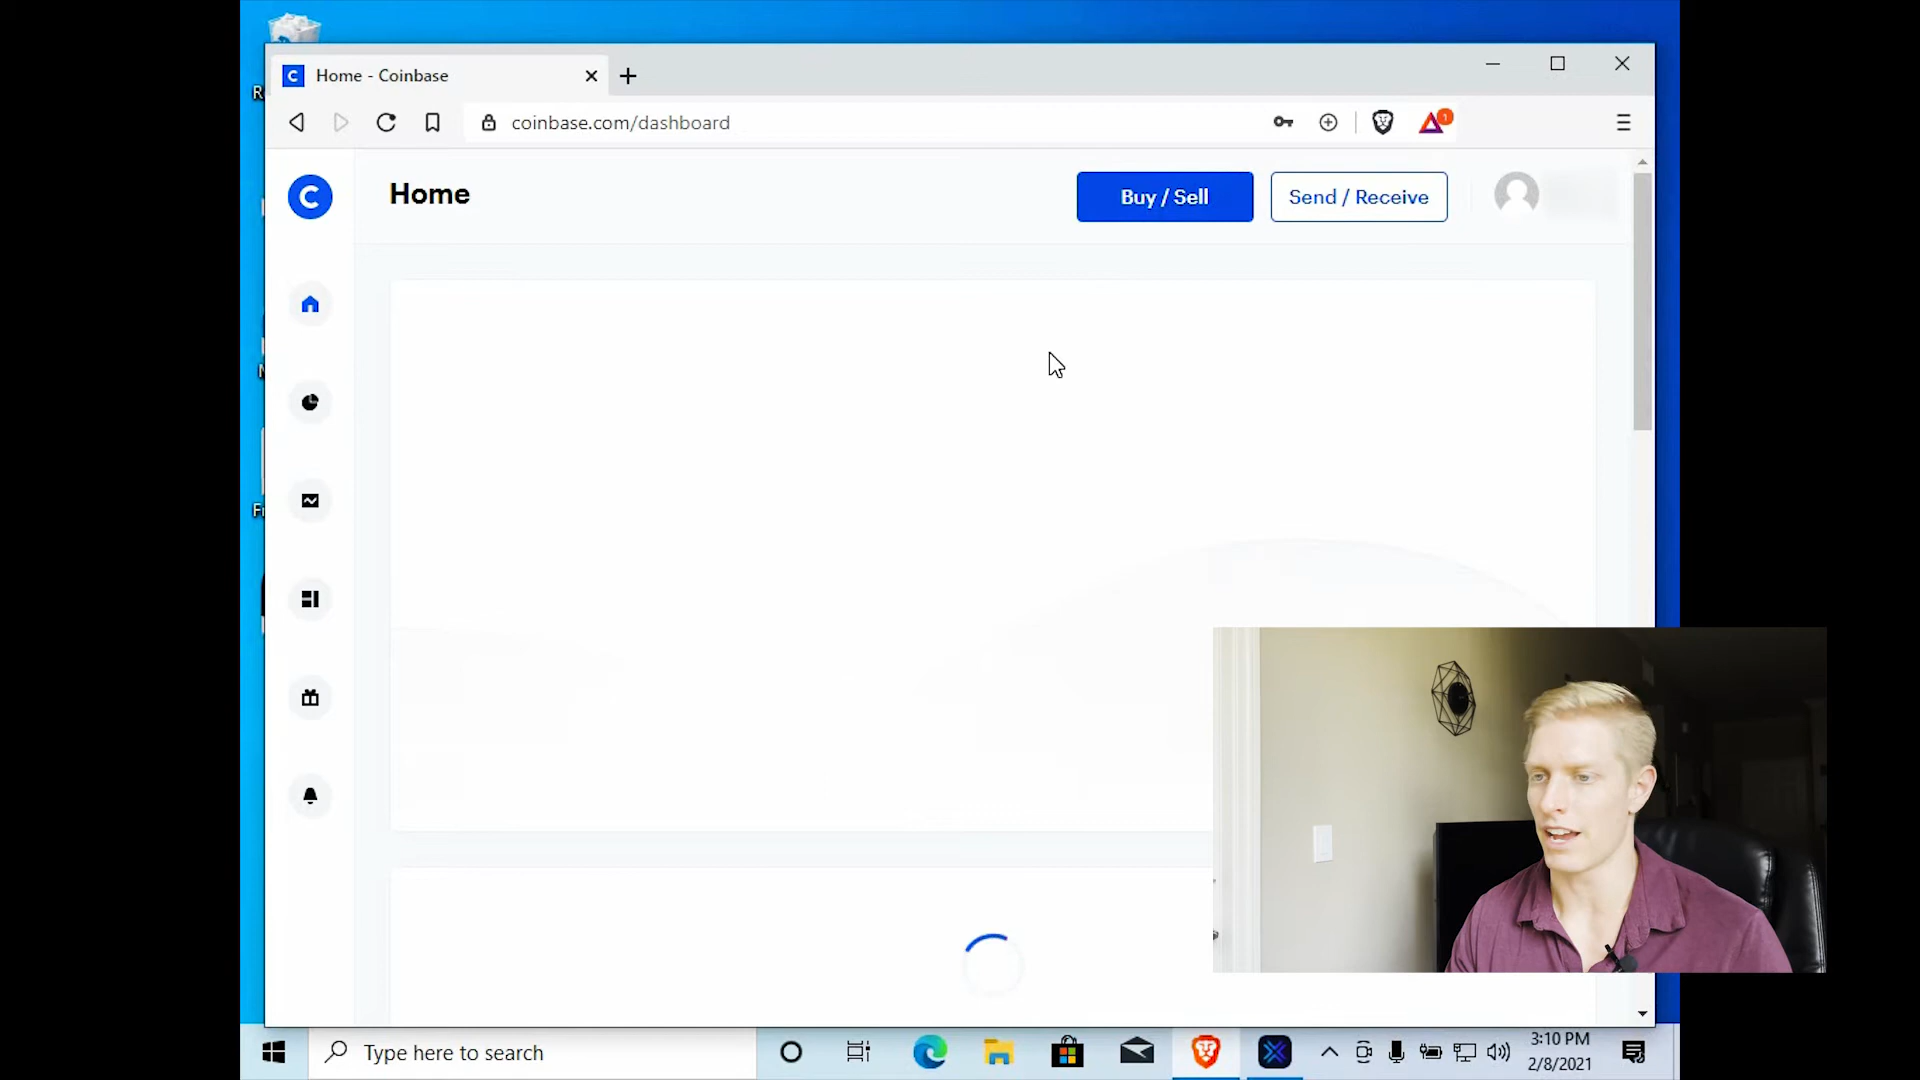 Home - Coinbase
coinbase.com/dashboard
1
C
Home
Buy / Sell
Send / Receive
Type here to search
3:10 PM
2/8/2021